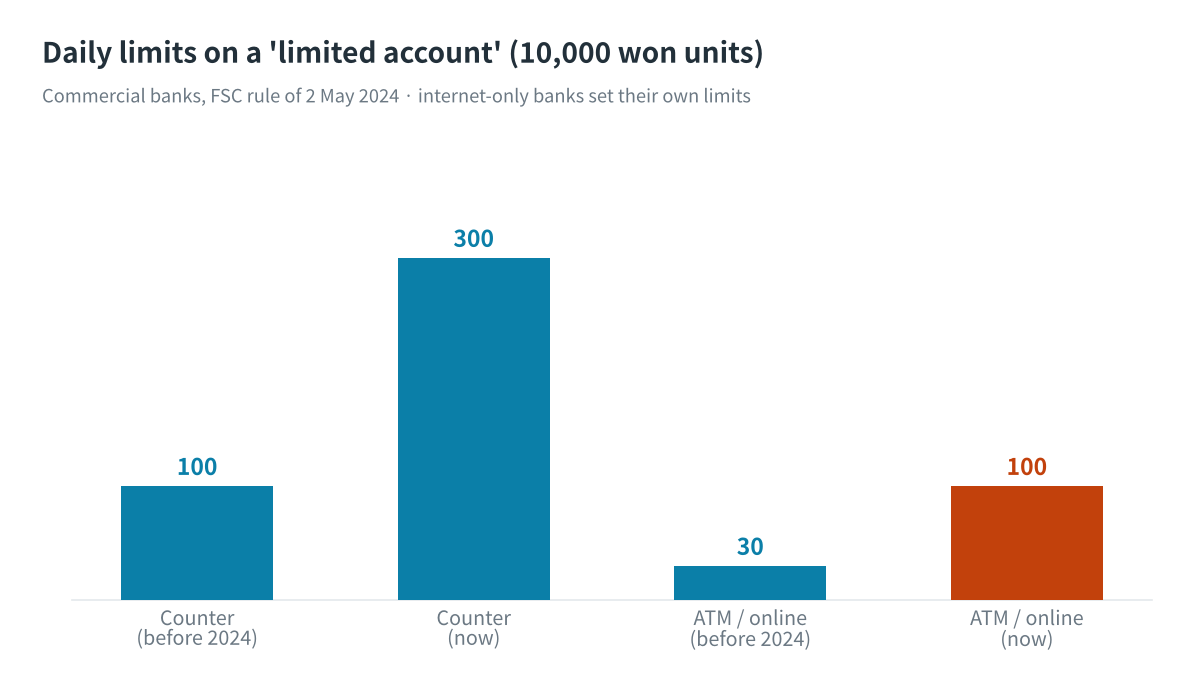 Daily limits on a 'limited account' (10,000 won units)
Commercial banks, FSC rule of 2 May 2024 · internet-only banks set their own limits
100
300
30
100
Counter
(before 2024)
Counter
(now)
ATM / online
(before 2024)
ATM / online
(now)